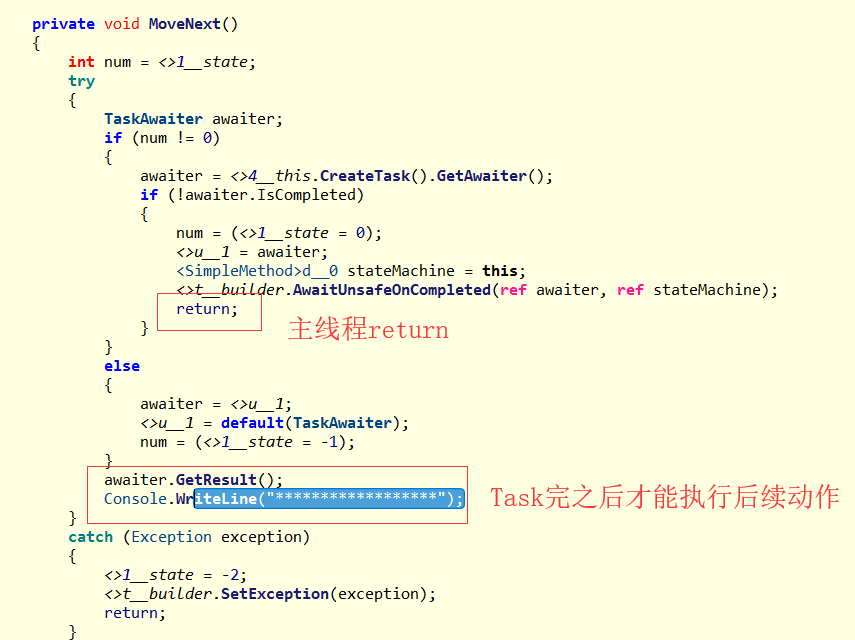 private void MoveNext()
{
int num = <>1__state;
try
{
TaskAwaiter awaiter;
if (num != 0)
{
awaiter = <>4__this.CreateTask().GetAwaiter();
if (!awaiter.IsCompleted)
{
num = (<>1__state = 0);
<>u__1 = awaiter;
<SimpleMethod>d__0 stateMachine = this;
<>t__builder.AwaitUnsafeOnCompleted(ref awaiter, ref stateMachine);
return;
主线程return
}
}
else
{
awaiter = <>u__1;
<>u__1 = default(TaskAwaiter);
num = (<>1__state = -1);
}
awaiter.GetResult();
Console.WriteLine("******************");
Task完之后才能执行后续动作
}
catch (Exception exception)
{
<>1__state = -2;
<>t__builder.SetException(exception);
return;
}